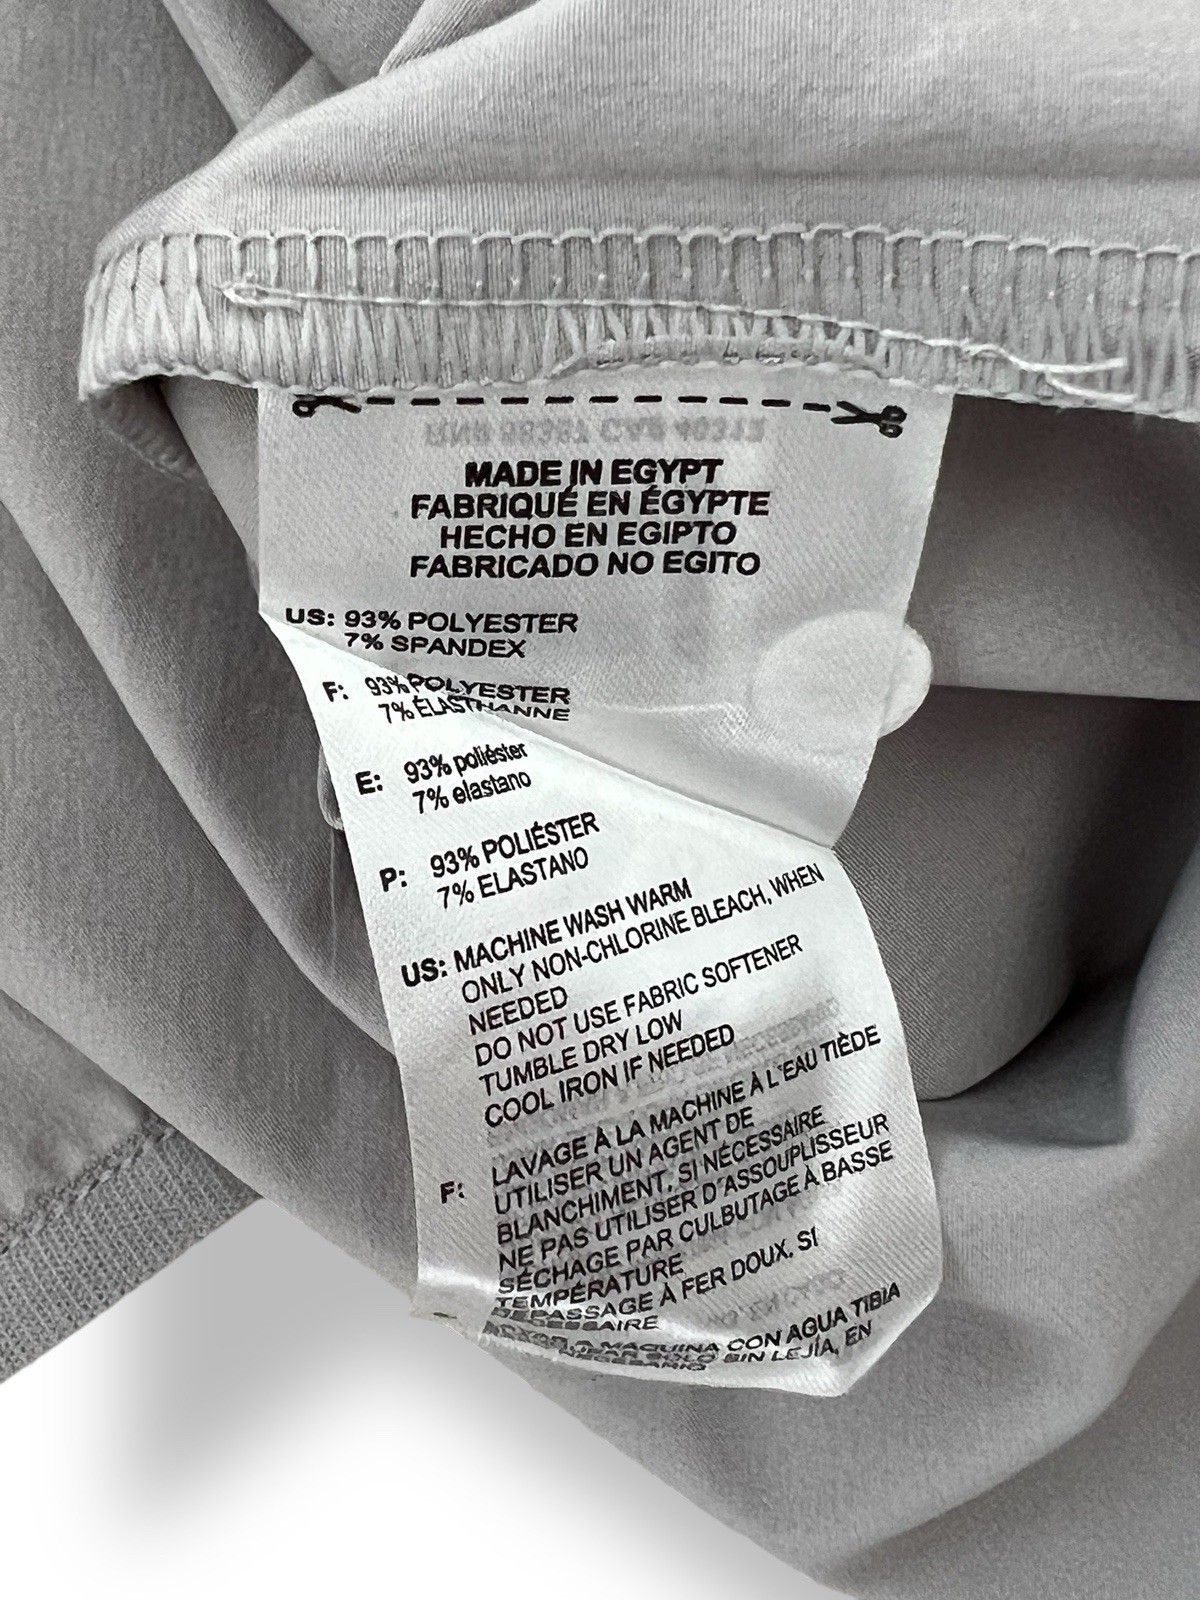 MADE IN EGYPT
FABRIQUÉ EN ÉGYPTE
HECHO EN EGIPTO
FABRICADO NO EGITO
US: 93% POLYESTER
7% SPANDEX
F: 93% POLYESTER
7% ÉLASTHANNE
E: 93% poliéster
7% elastano
P: 93% POLIÉSTER
7% ELASTANO
US: MACHINE WASH WARM
ONLY NON-CHLORINE BLEACH, WHEN
NEEDED
DO NOT USE FABRIC SOFTENER
TUMBLE DRY LOW
COOL IRON IF NEEDED
F: LAVAGE À LA MACHINE À L'EAU TIÈDE
UTILISER UN AGENT DE
BLANCHIMENT, SI NÉCESSAIRE
NE PAS UTILISER D'ASSOUPLISSEUR
SÉCHAGE PAR CULBUTAGE À BASSE
TEMPÉRATURE
REPASSAGE À FER DOUX, SI
NÉCESSAIRE
A MAQUINA CON AGUA TIBIA
SOLO SIN LEJÍA, EN